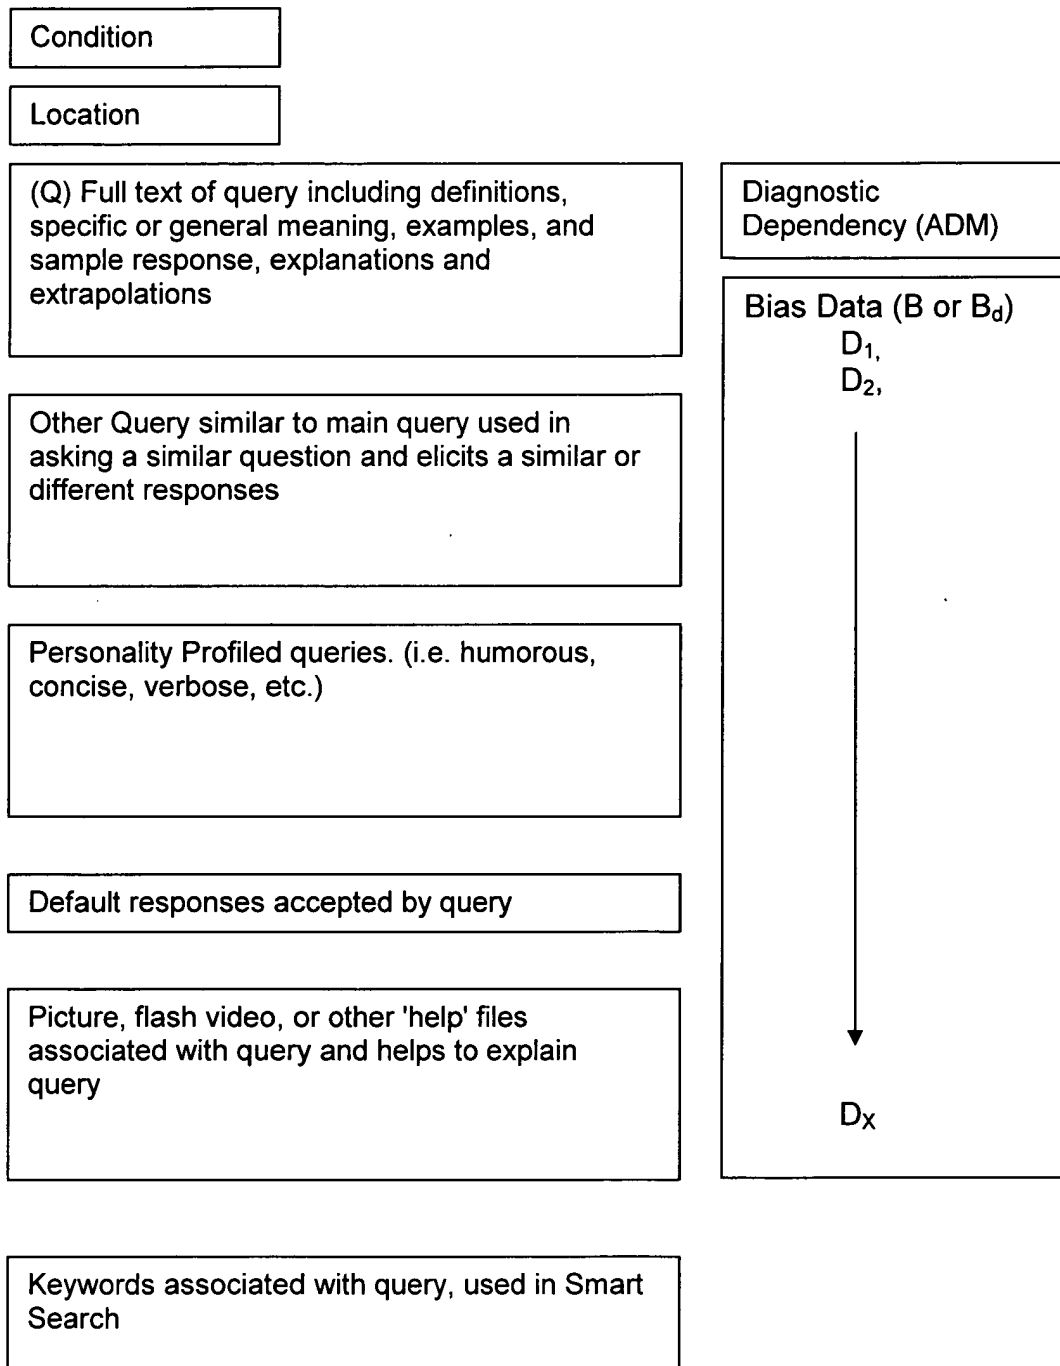 Condition
Location
(Q) Full text of query including definitions,
specific or general meaning, examples, and
sample response, explanations and
extrapolations
Other Query similar to main query used in
asking a similar question and elicits a similar or
different responses
Personality Profiled queries. (i.e. humorous,
concise, verbose, etc.)
Default responses accepted by query
Picture, flash video, or other 'help' files
associated with query and helps to explain
query
Keywords associated with query, used in Smart
Search
Diagnostic
Dependency (ADM)
Bias Data (B or Bd)
D1,
D2,
DX